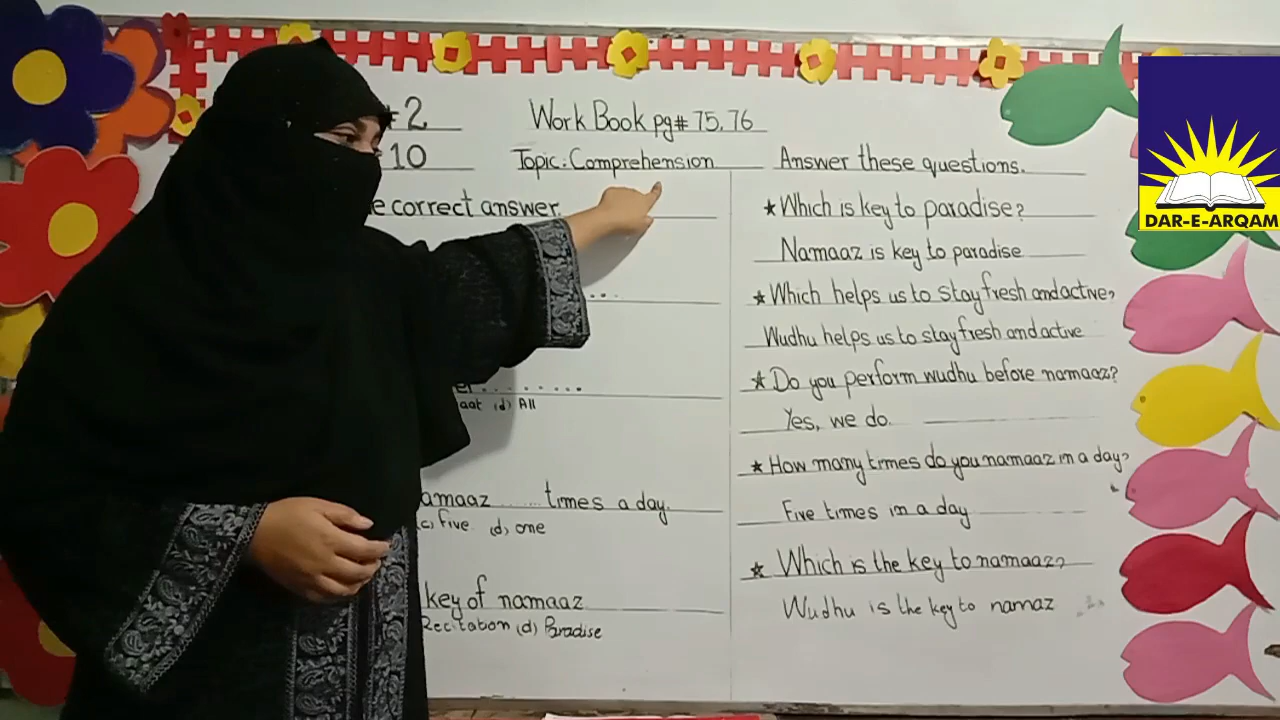 2
Work Book pg# 75, 76
10
Topic: Comprehension
correct answer
All
(d) All
namaaz ........ times a day.
(c) five (d) one
key of namaaz
Recitation (d) Paradise
Answer these questions.
★ Which is key to paradise?
Namaaz is key to paradise
★ Which helps us to stay fresh and active?
Wudhu helps us to stay fresh and active
★ Do you perform wudhu before namaaz?
Yes, we do.
★ How many times do you namaaz in a day?
Five times in a day
★ Which is the key to namaaz?
Wudhu is the key to namaz
DAR-E-ARQAM